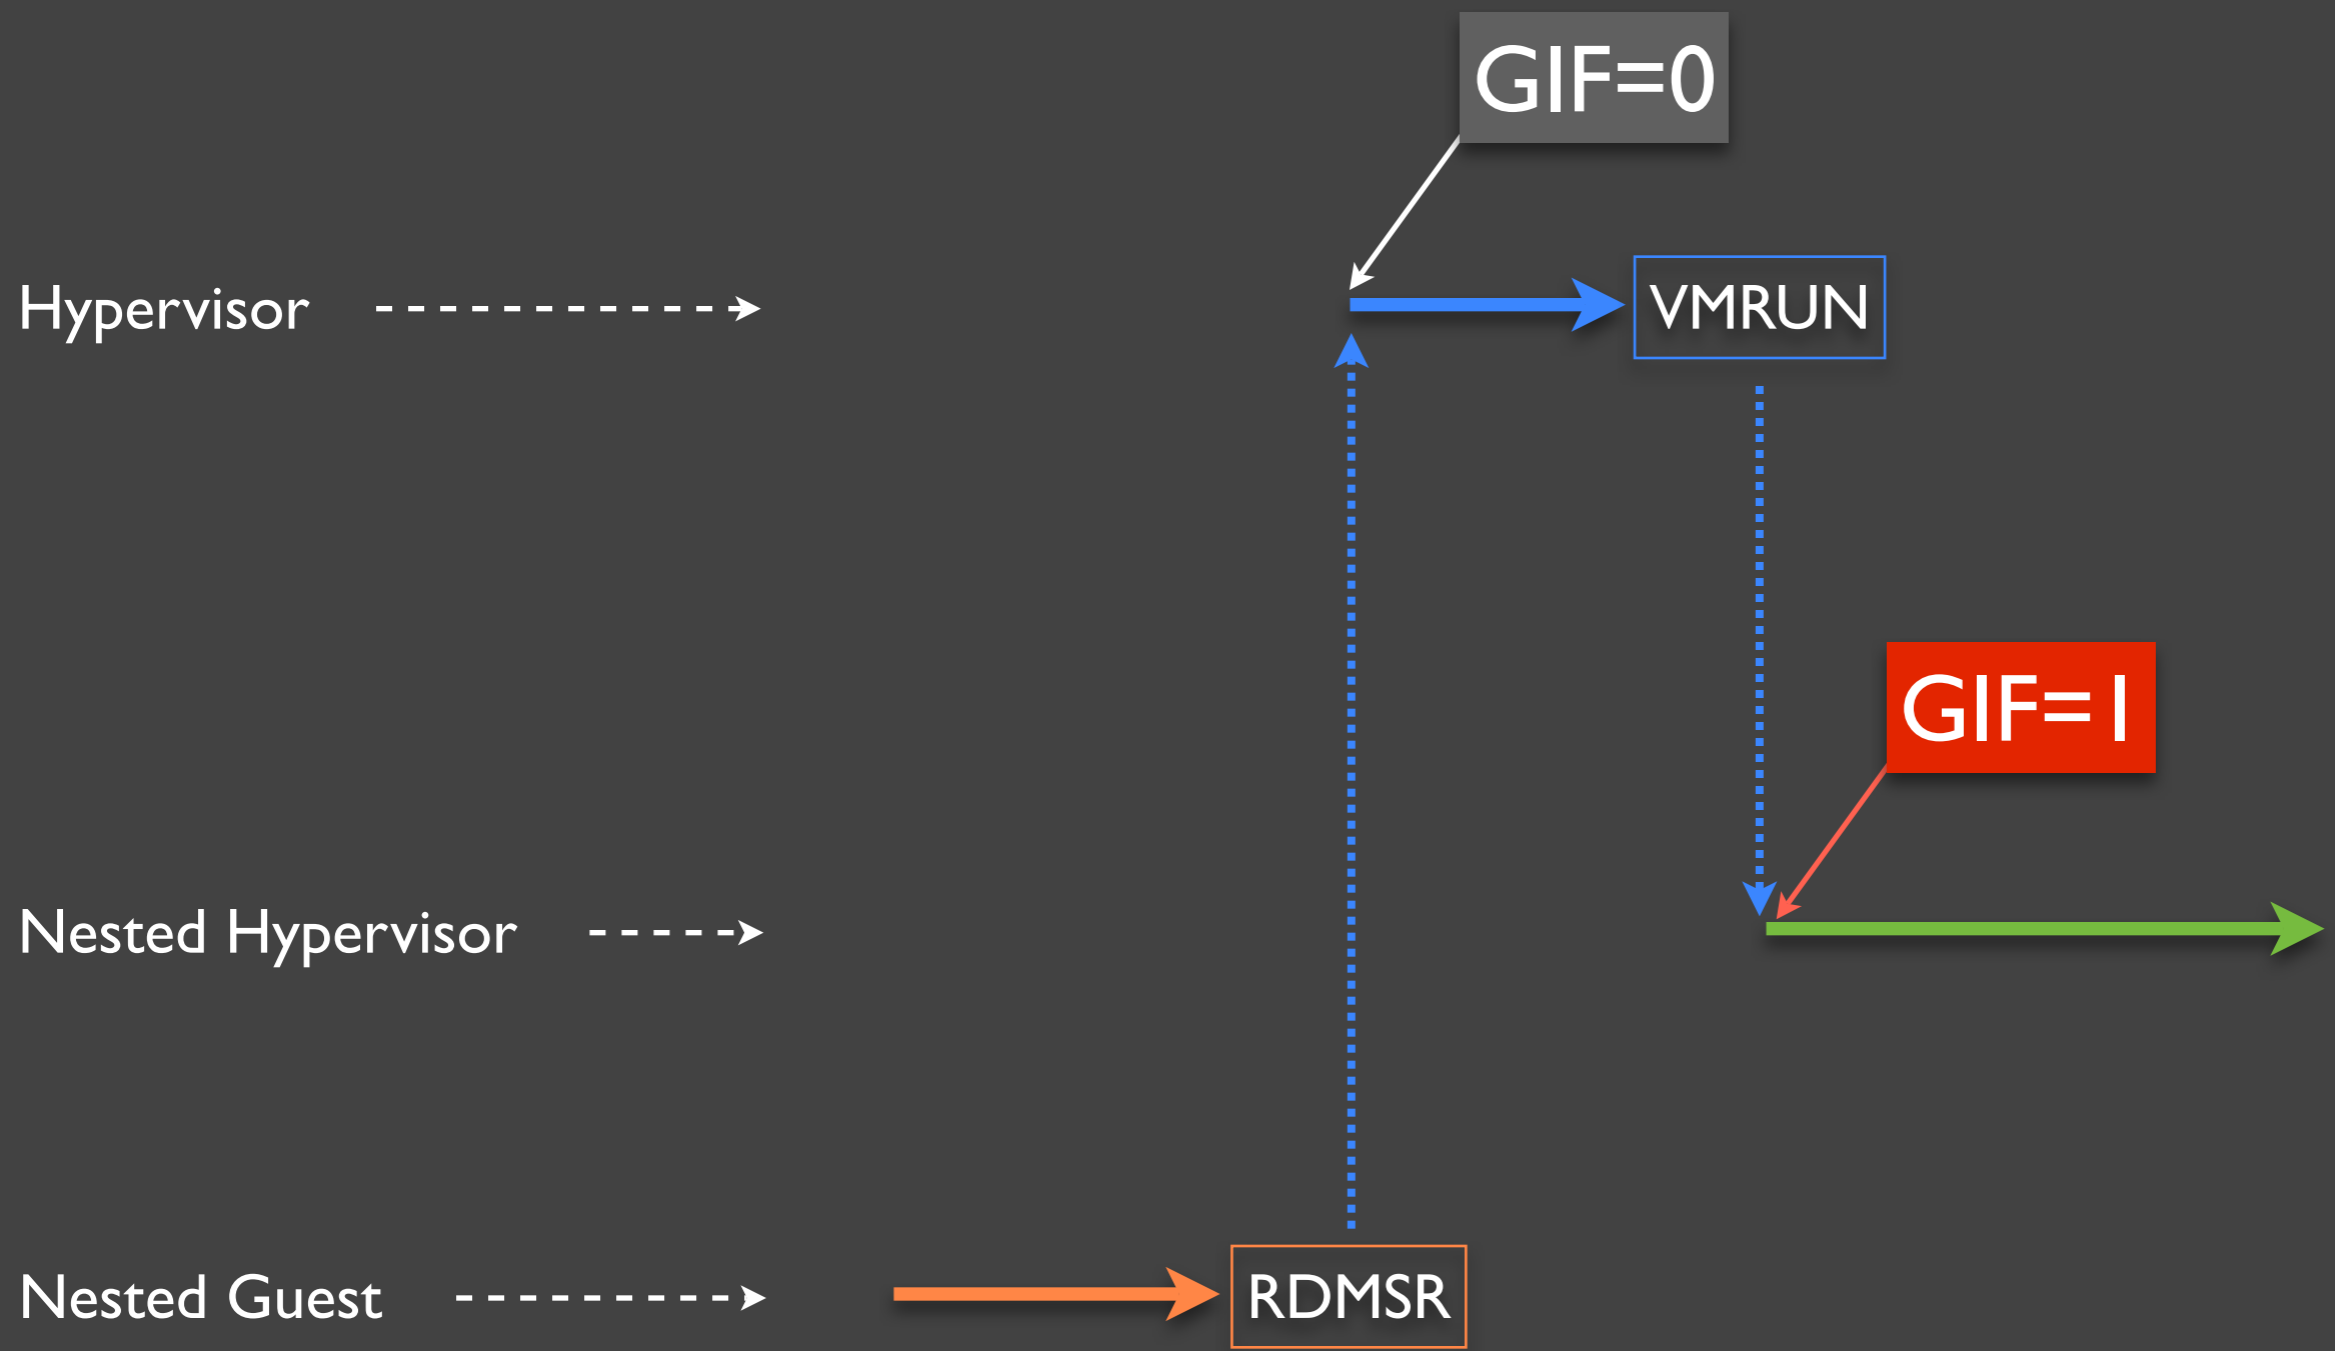 GIF=0
Hypervisor
VMRUN
GIF=1
Nested Hypervisor
Nested Guest
RDMSR